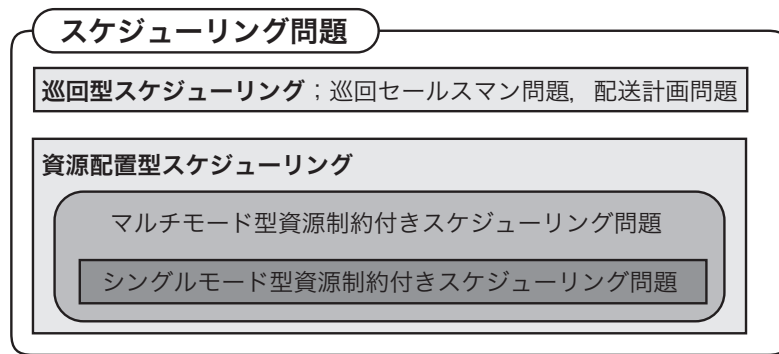 スケジューリング問題
巡回型スケジューリング；巡回セールスマン問題，配送計画問題
資源配置型スケジューリング
マルチモード型資源制約付きスケジューリング問題
シングルモード型資源制約付きスケジューリング問題